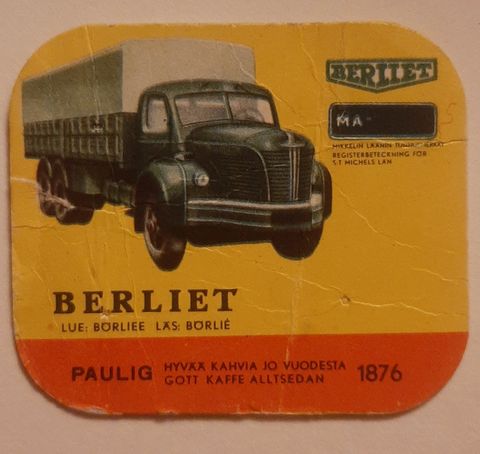 BERLIET
MA-
MIKKELIN LÄÄNIN TUNNUSMERKKI
REGISTERBETECKNING FÖR
S:T MICHELS LÄN
BERLIET
LUE: BÖRLIEE LÄS: BÖRLIÉ
PAULIG HYVÄÄ KAHVIA JO VUODESTA 1876
GOTT KAFFE ALLTSEDAN